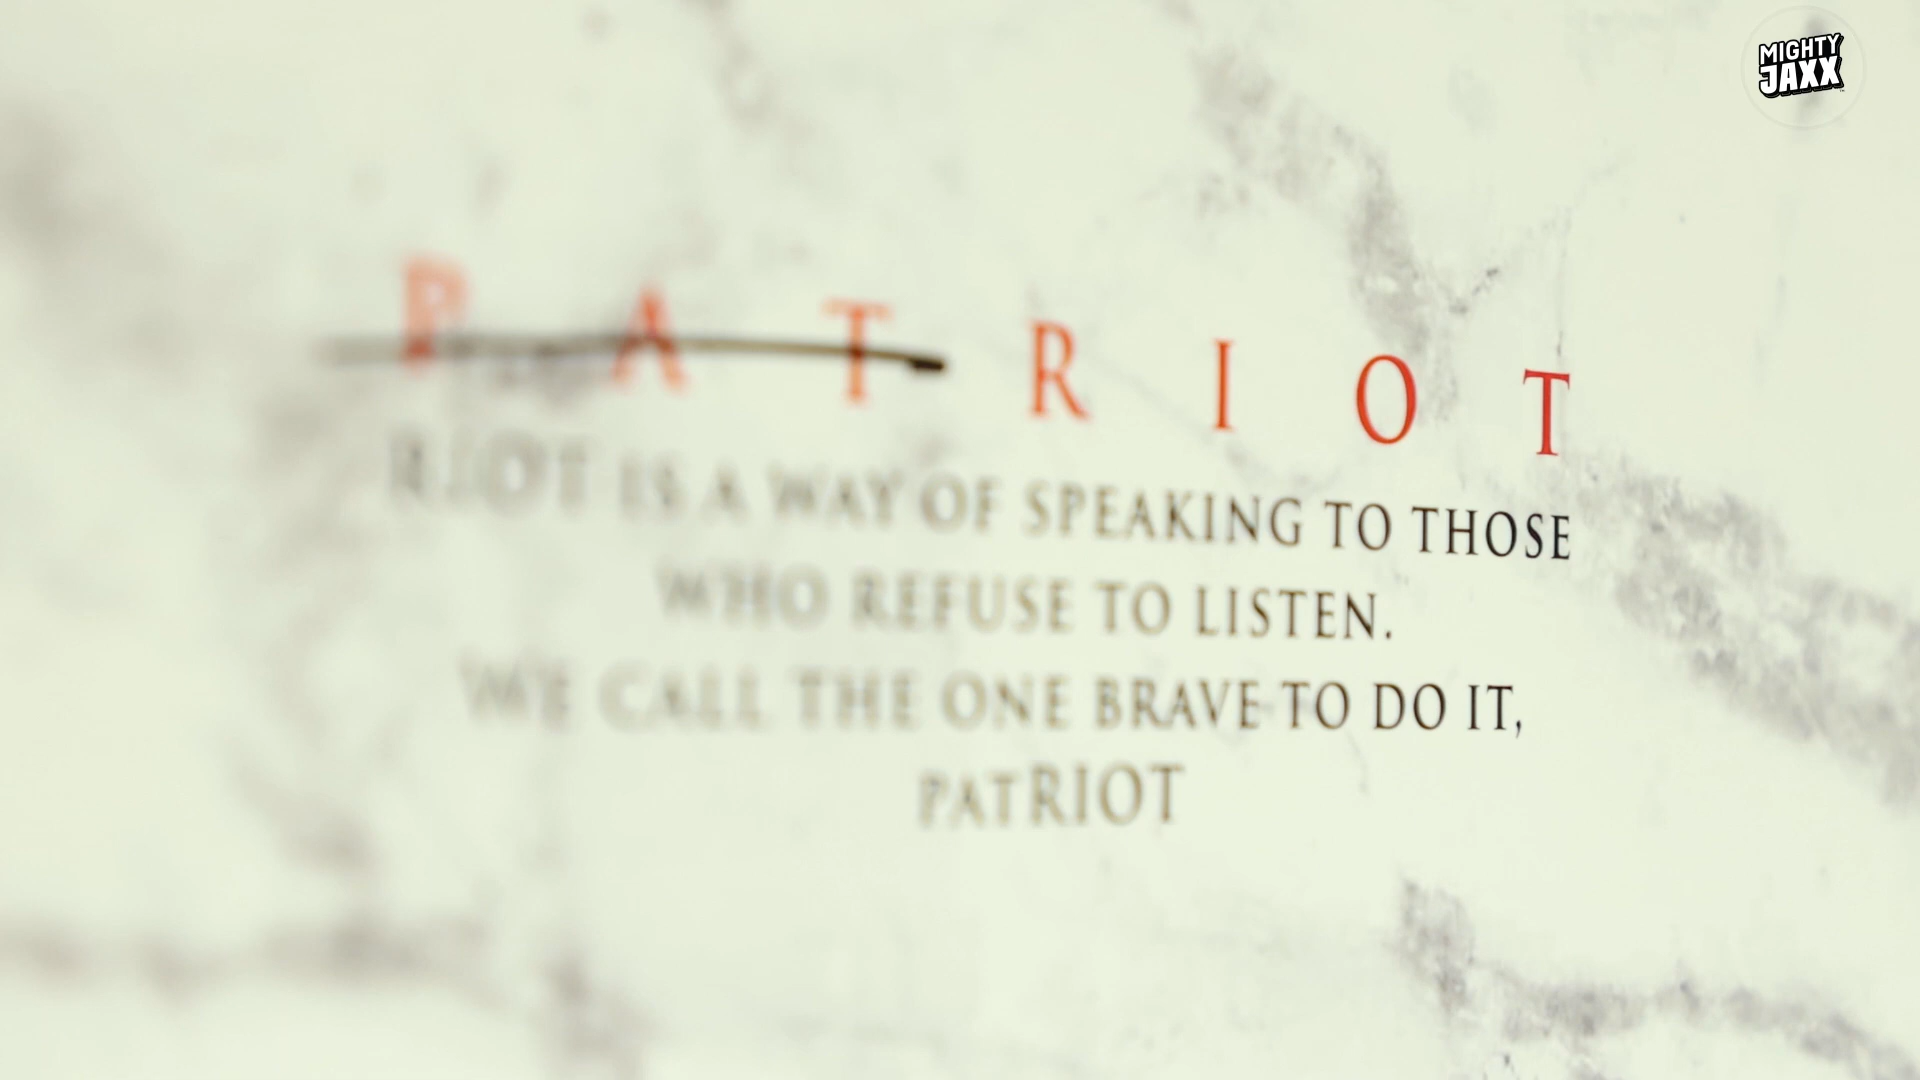 MIGHTY
JAXX
PATRIOT
RIOT IS A WAY OF SPEAKING TO THOSE
WHO REFUSE TO LISTEN.
WE CALL THE ONE BRAVE TO DO IT,
PATRIOT